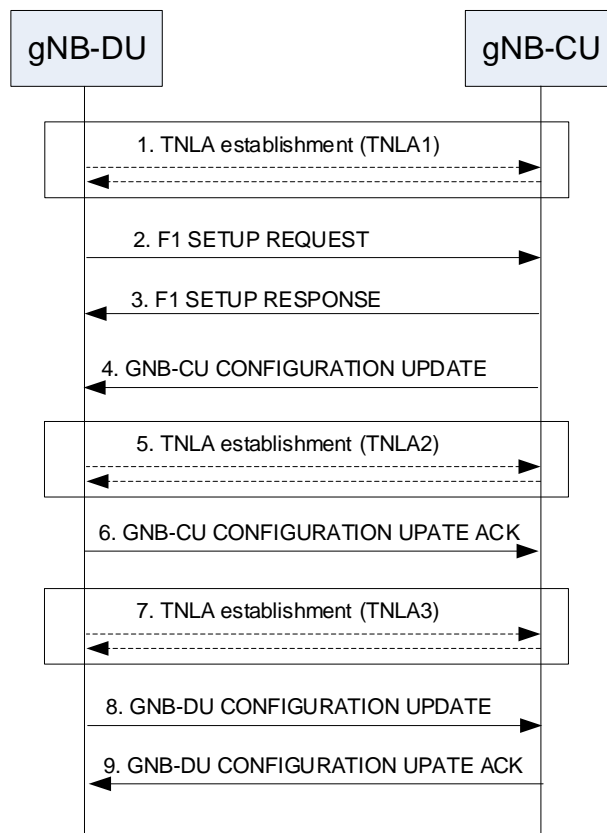 gNB-DU
gNB-CU
1. TNLA establishment (TNLA1)
2. F1 SETUP REQUEST
3. F1 SETUP RESPONSE
4. GNB-CU CONFIGURATION UPDATE
5. TNLA establishment (TNLA2)
6. GNB-CU CONFIGURATION UPATE ACK
7. TNLA establishment (TNLA3)
8. GNB-DU CONFIGURATION UPDATE
9. GNB-DU CONFIGURATION UPATE ACK